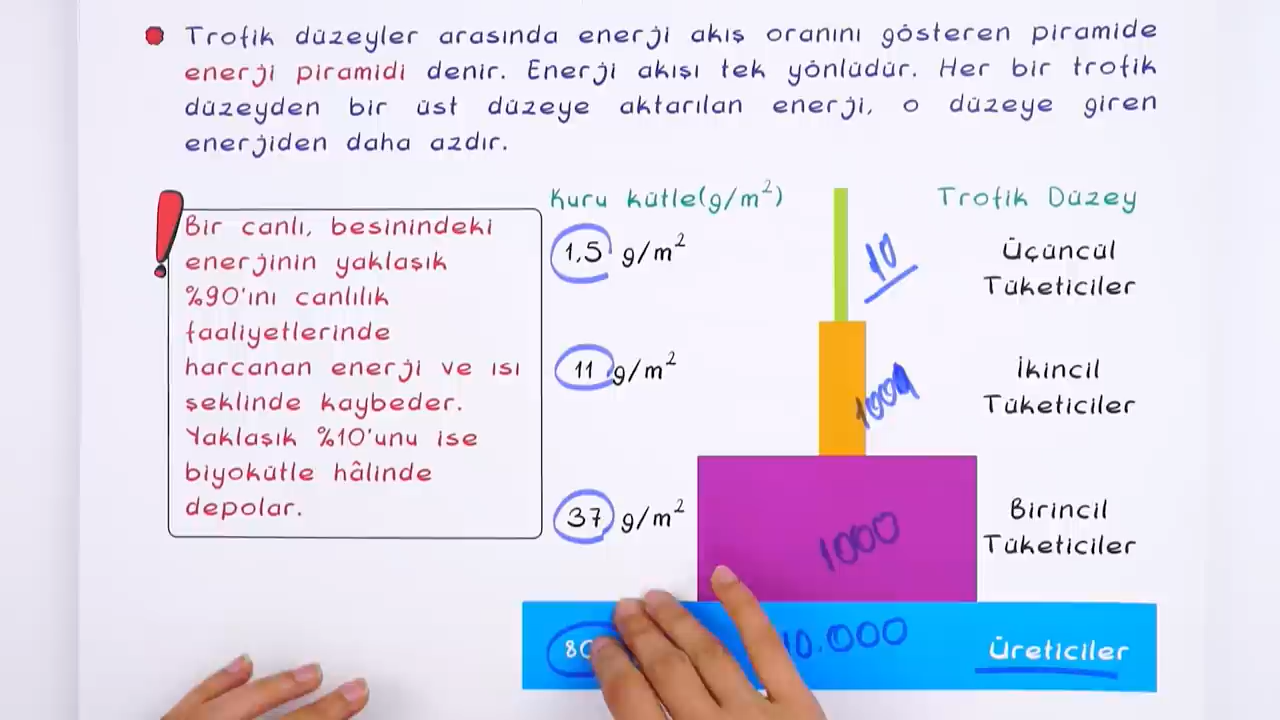 Trofik düzeyler arasında enerji akış oranını gösteren piramide
enerji piramidi denir. Enerji akışı tek yönlüdür. Her bir trofik
düzeyden bir üst düzeye aktarılan enerji, o düzeye giren
enerjiden daha azdır.
Bir canlı, besinindeki
enerjinin yaklaşık
%90'ını canlılık
faaliyetlerinde
harcanan enerji ve ısı
şeklinde kaybeder.
Yaklaşık %10'unu ise
biyokütle hâlinde
depolar.
Kuru kütle(g/m²) Trofik Düzey
1,5 g/m² 10 Üçüncül
Tüketiciler
11 g/m² İkincil
Tüketiciler
37 g/m² 1000 Birincil
Tüketiciler
10.000 Üreticiler